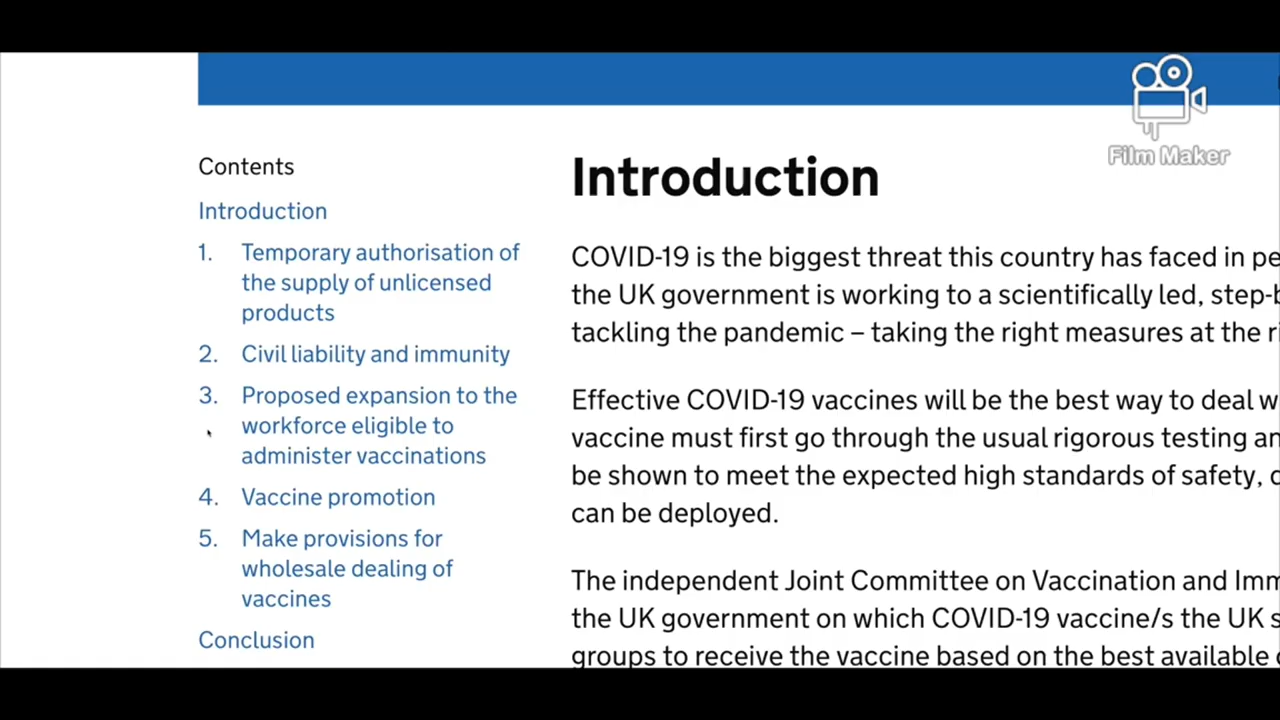 Film Maker
Contents
Introduction
1. Temporary authorisation of
the supply of unlicensed
products
2. Civil liability and immunity
3. Proposed expansion to the
workforce eligible to
administer vaccinations
4. Vaccine promotion
5. Make provisions for
wholesale dealing of
vaccines
Conclusion
Introduction
COVID-19 is the biggest threat this country has faced in
the UK government is working to a scientifically led,
tackling the pandemic – taking the right measures at the
Effective COVID-19 vaccines will be the best way to deal
vaccine must first go through the usual rigorous testing
be shown to meet the expected high standards of safety,
can be deployed.
The independent Joint Committee on Vaccination and
the UK government on which COVID-19 vaccine/s the UK
groups to receive the vaccine based on the best available